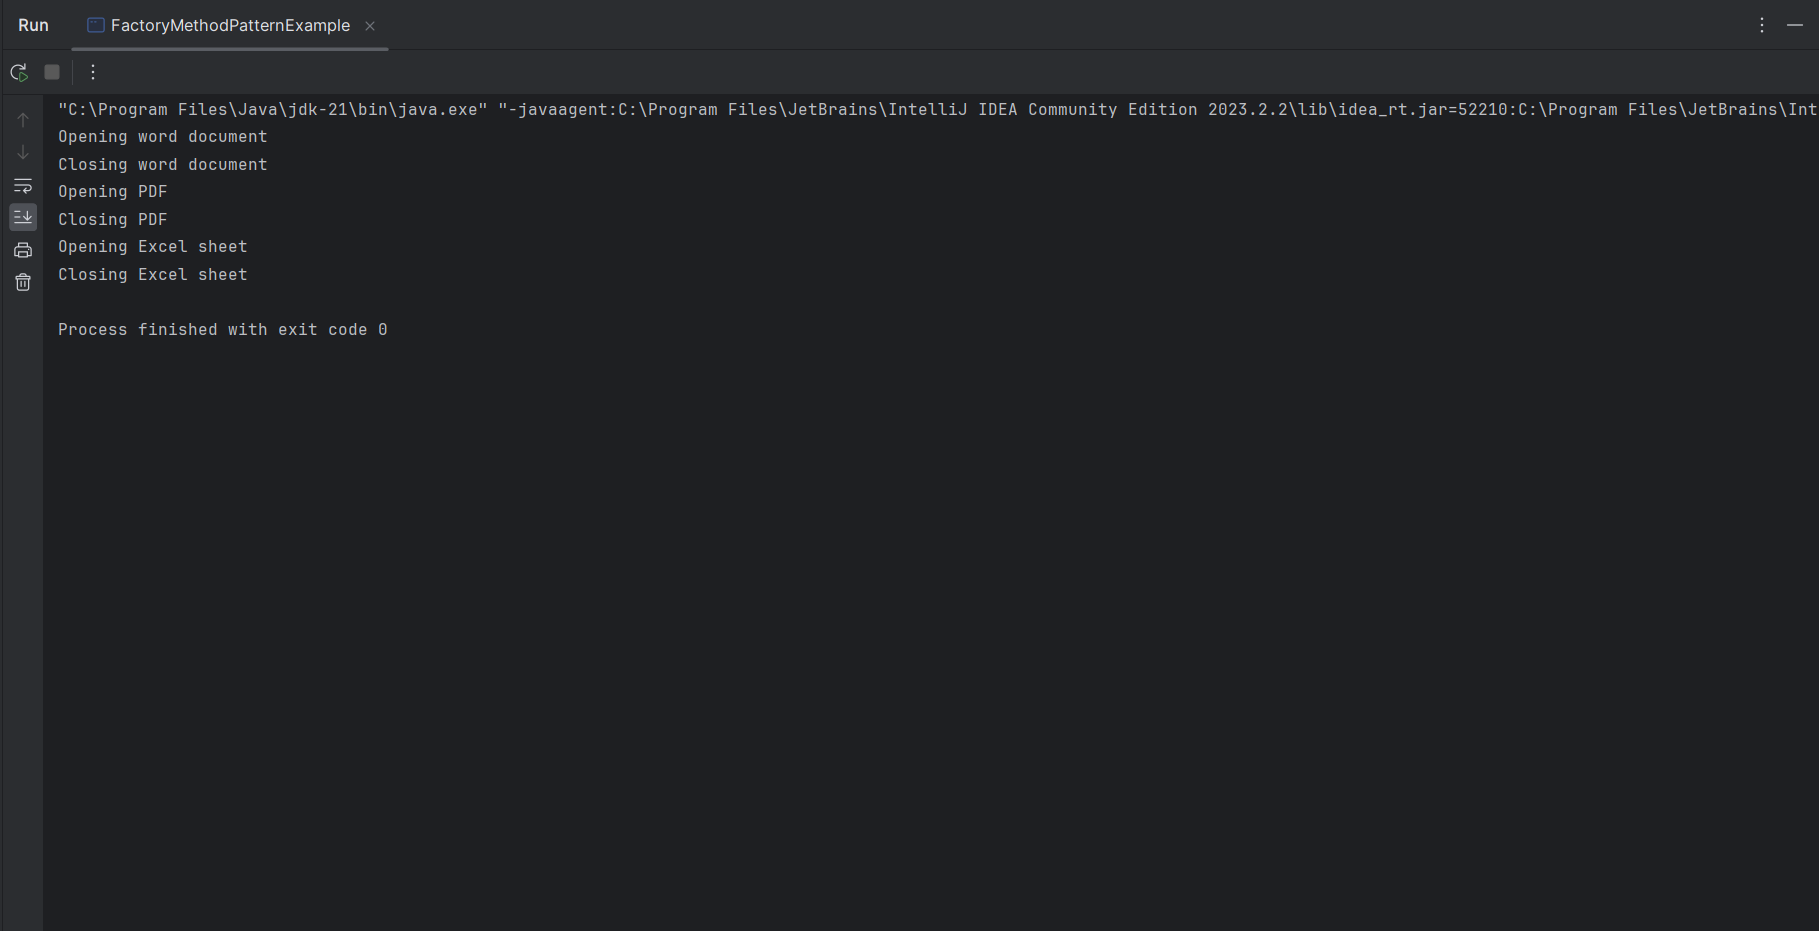 Run
FactoryMethodPatternExample
"C:\Program Files\Java\jdk-21\bin\java.exe" "-javaagent:C:\Program Files\JetBrains\IntelliJ IDEA Community Edition 2023.2.2\lib\idea_rt.jar=52210:C:\Program Files\JetBrains\Int
Opening word document
Closing word document
Opening PDF
Closing PDF
Opening Excel sheet
Closing Excel sheet
Process finished with exit code 0